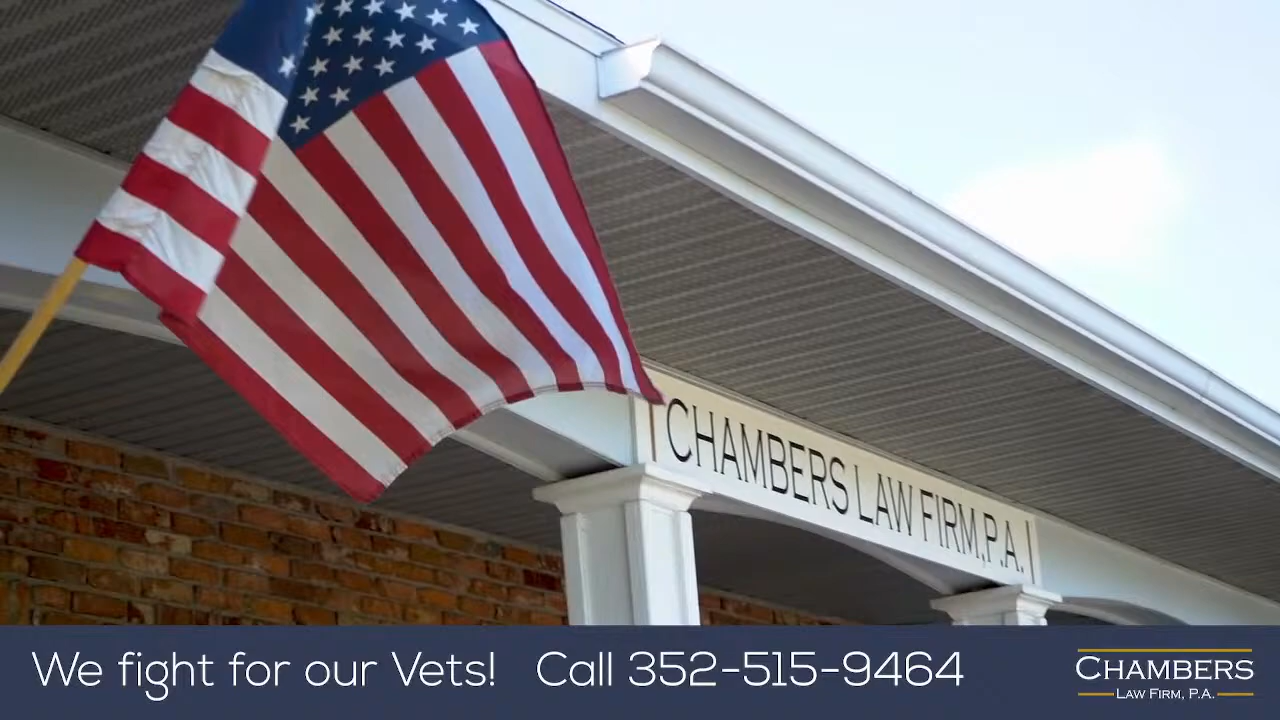 CHAMBERS LAW FIRM, P.A.
We fight for our Vets! Call 352-515-9464
CHAMBERS
LAW FIRM, P.A.